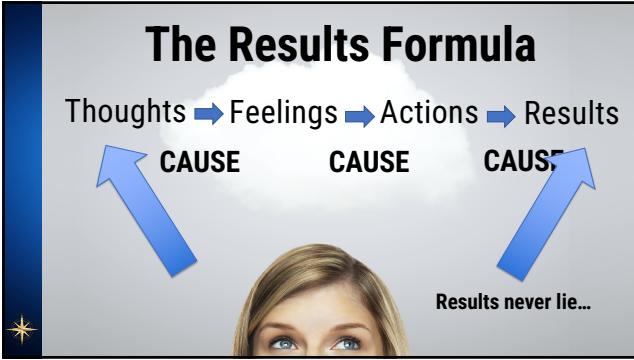 The Results Formula
Thoughts Feelings Actions Results
CAUSE CAUSE CAUSE
Results never lie…